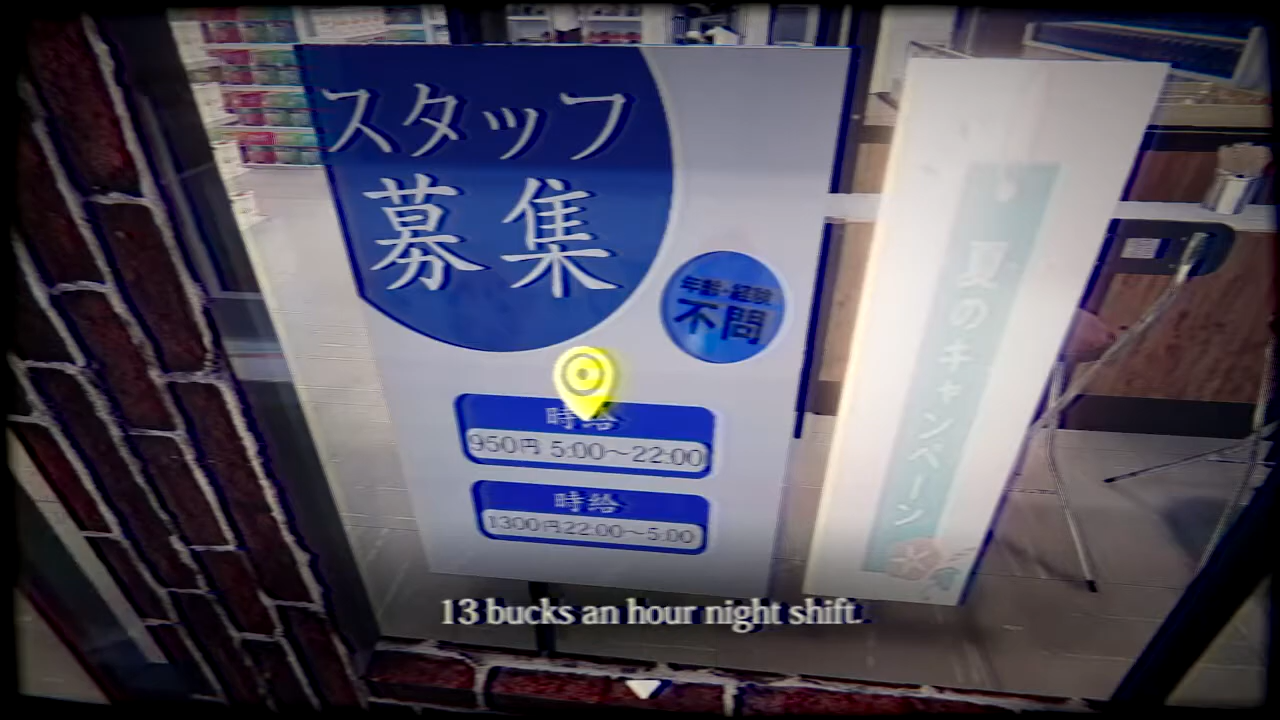 スタッフ
募集
年齢・経験
不問
時給
950円 5:00～22:00
時給
1300円22:00～5:00
夏のキャンペーン
13 bucks an hour night shift.